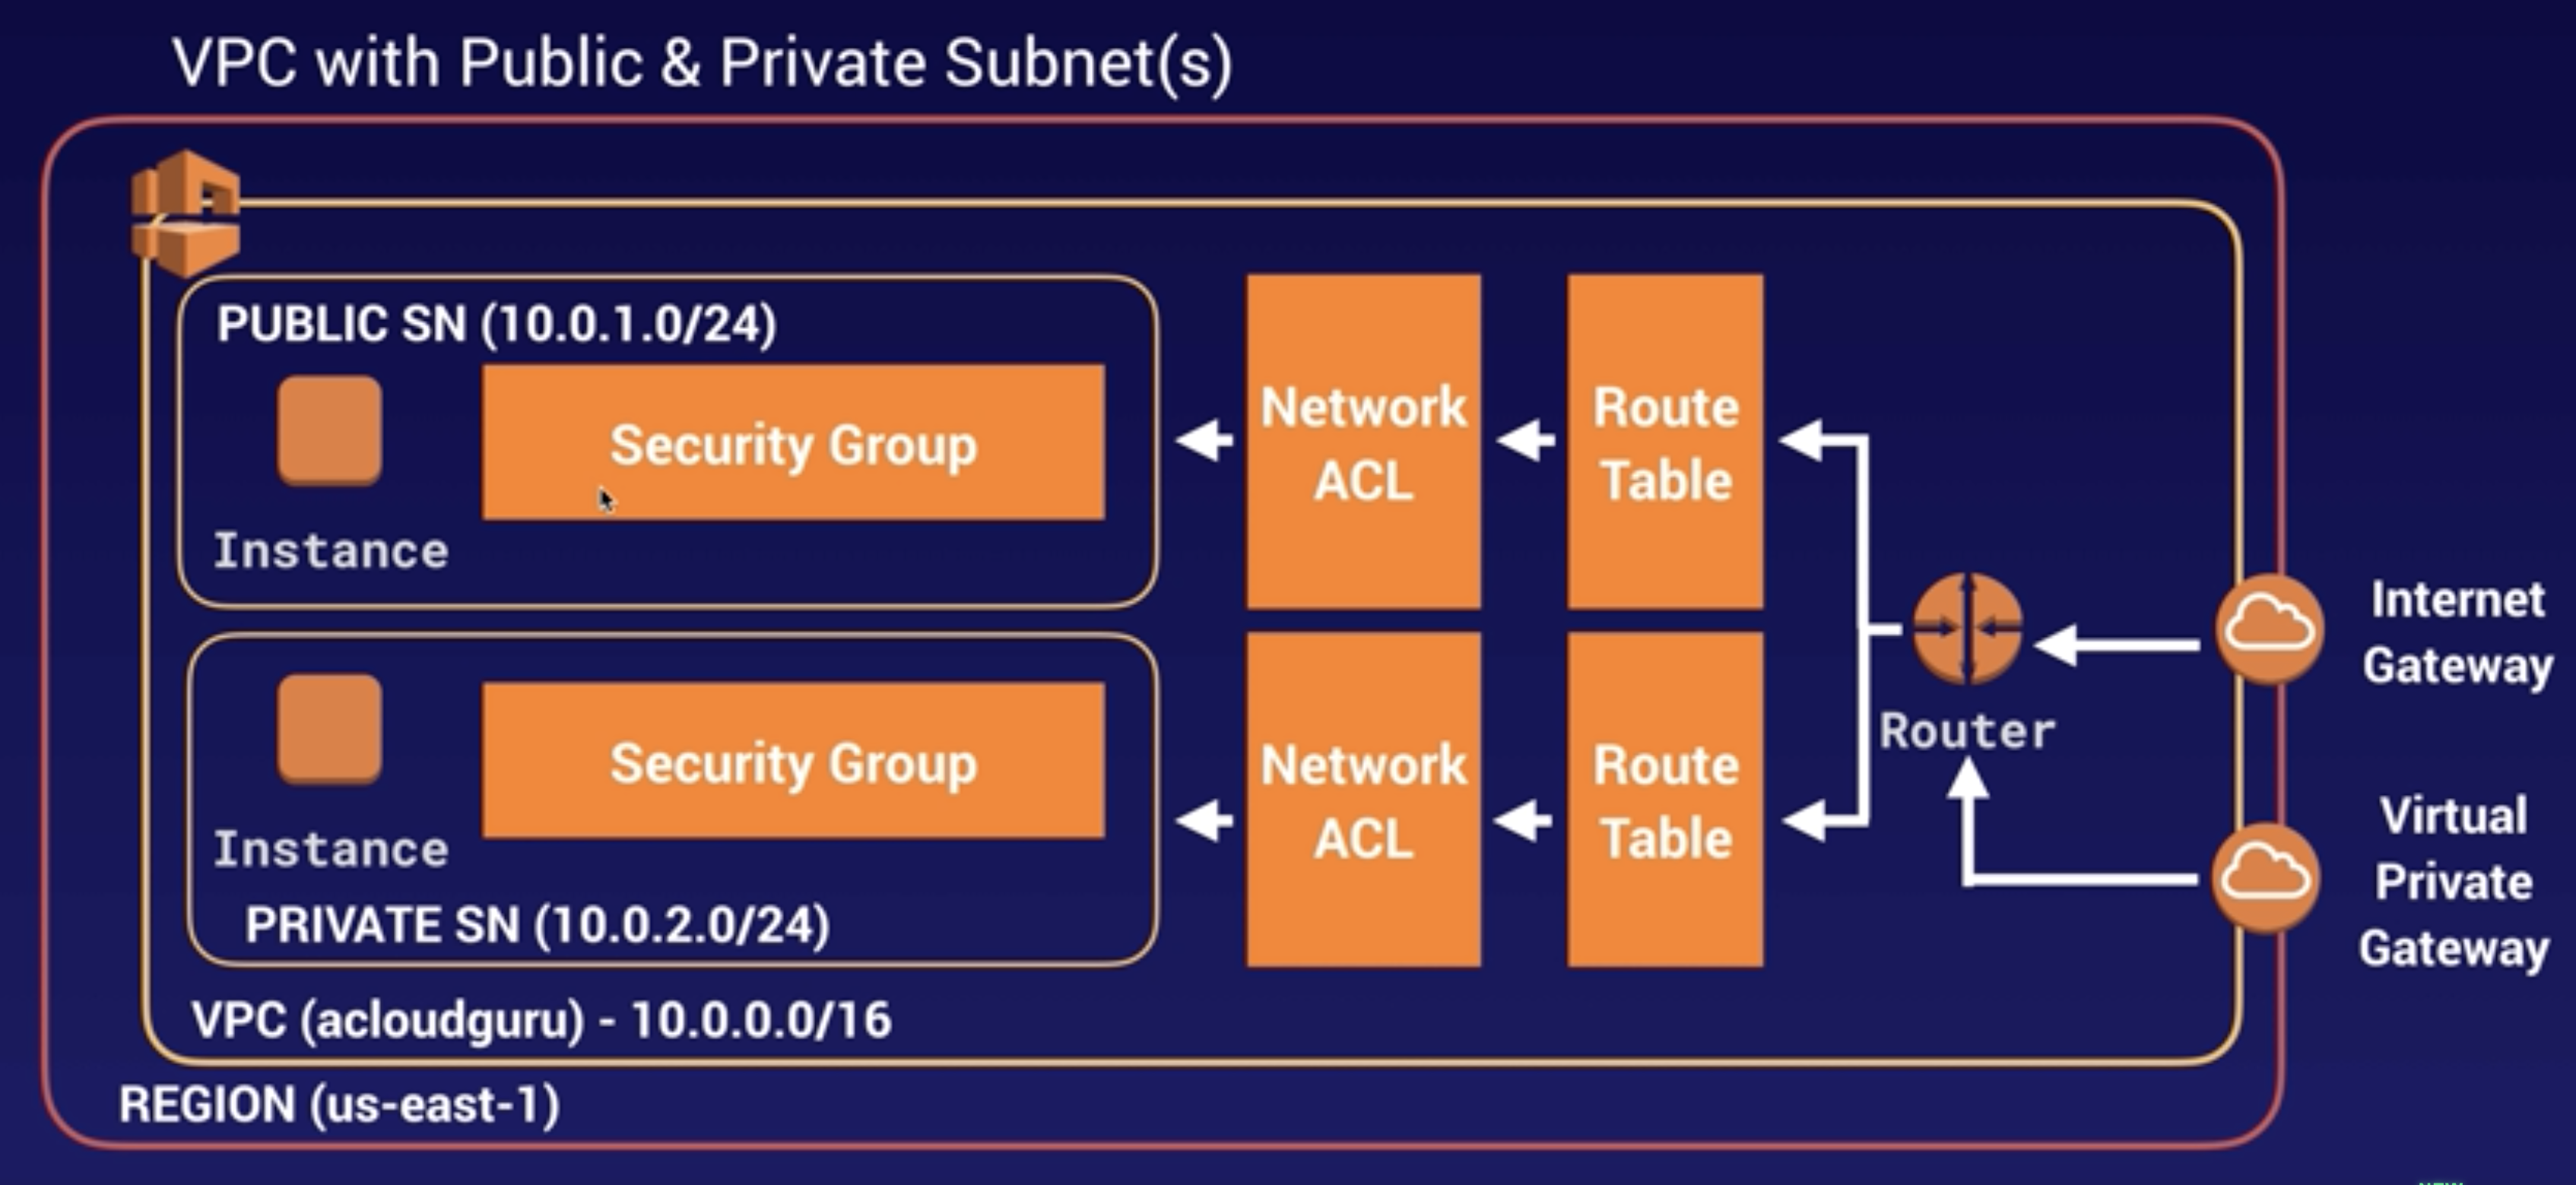 VPC with Public & Private Subnet(s)
PUBLIC SN (10.0.1.0/24)
Security Group
Instance
Network
ACL
Route
Table
Security Group
Instance
PRIVATE SN (10.0.2.0/24)
Network
ACL
Route
Table
Router
Internet
Gateway
Virtual
Private
Gateway
VPC (acloudguru) - 10.0.0.0/16
REGION (us-east-1)